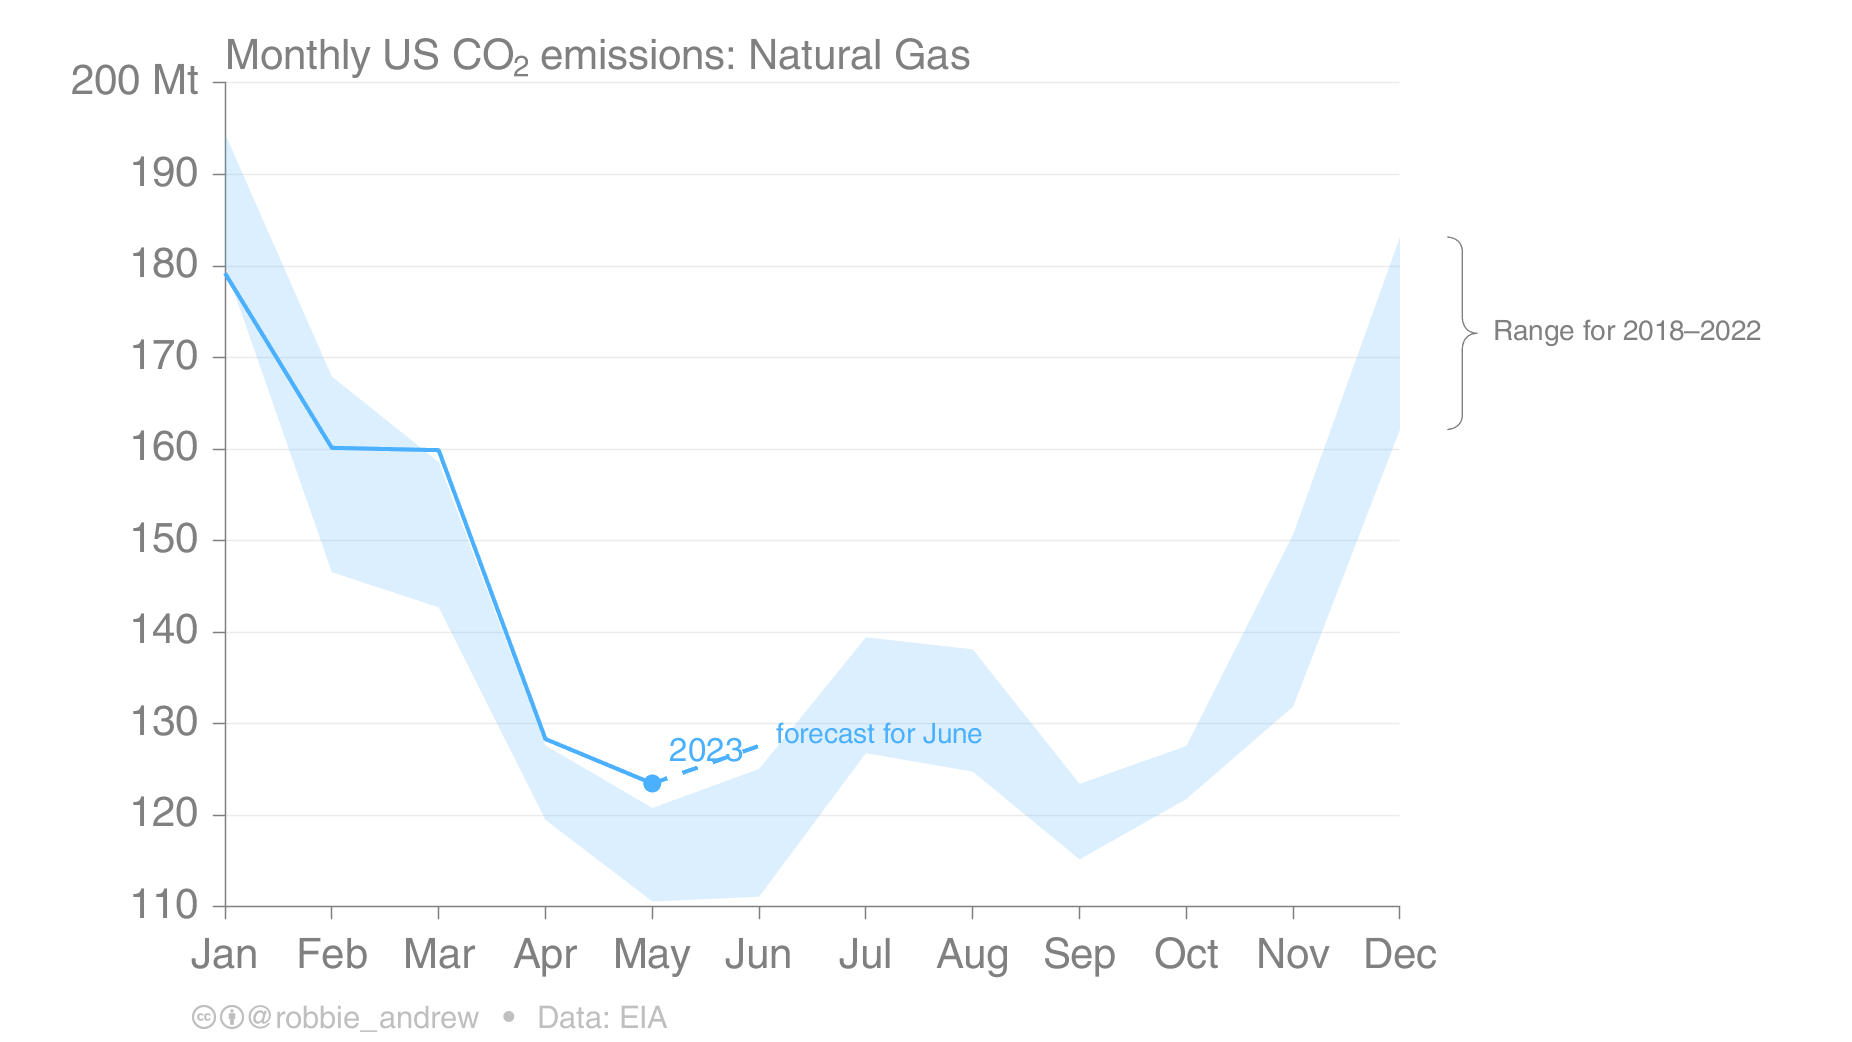 Monthly US CO₂ emissions: Natural Gas
200 Mt
190
180
170
160
150
140
130
120
110
Range for 2018–2022
2023
forecast for June
Jan Feb Mar Apr May Jun Jul Aug Sep Oct Nov Dec
cc @robbie_andrew • Data: EIA